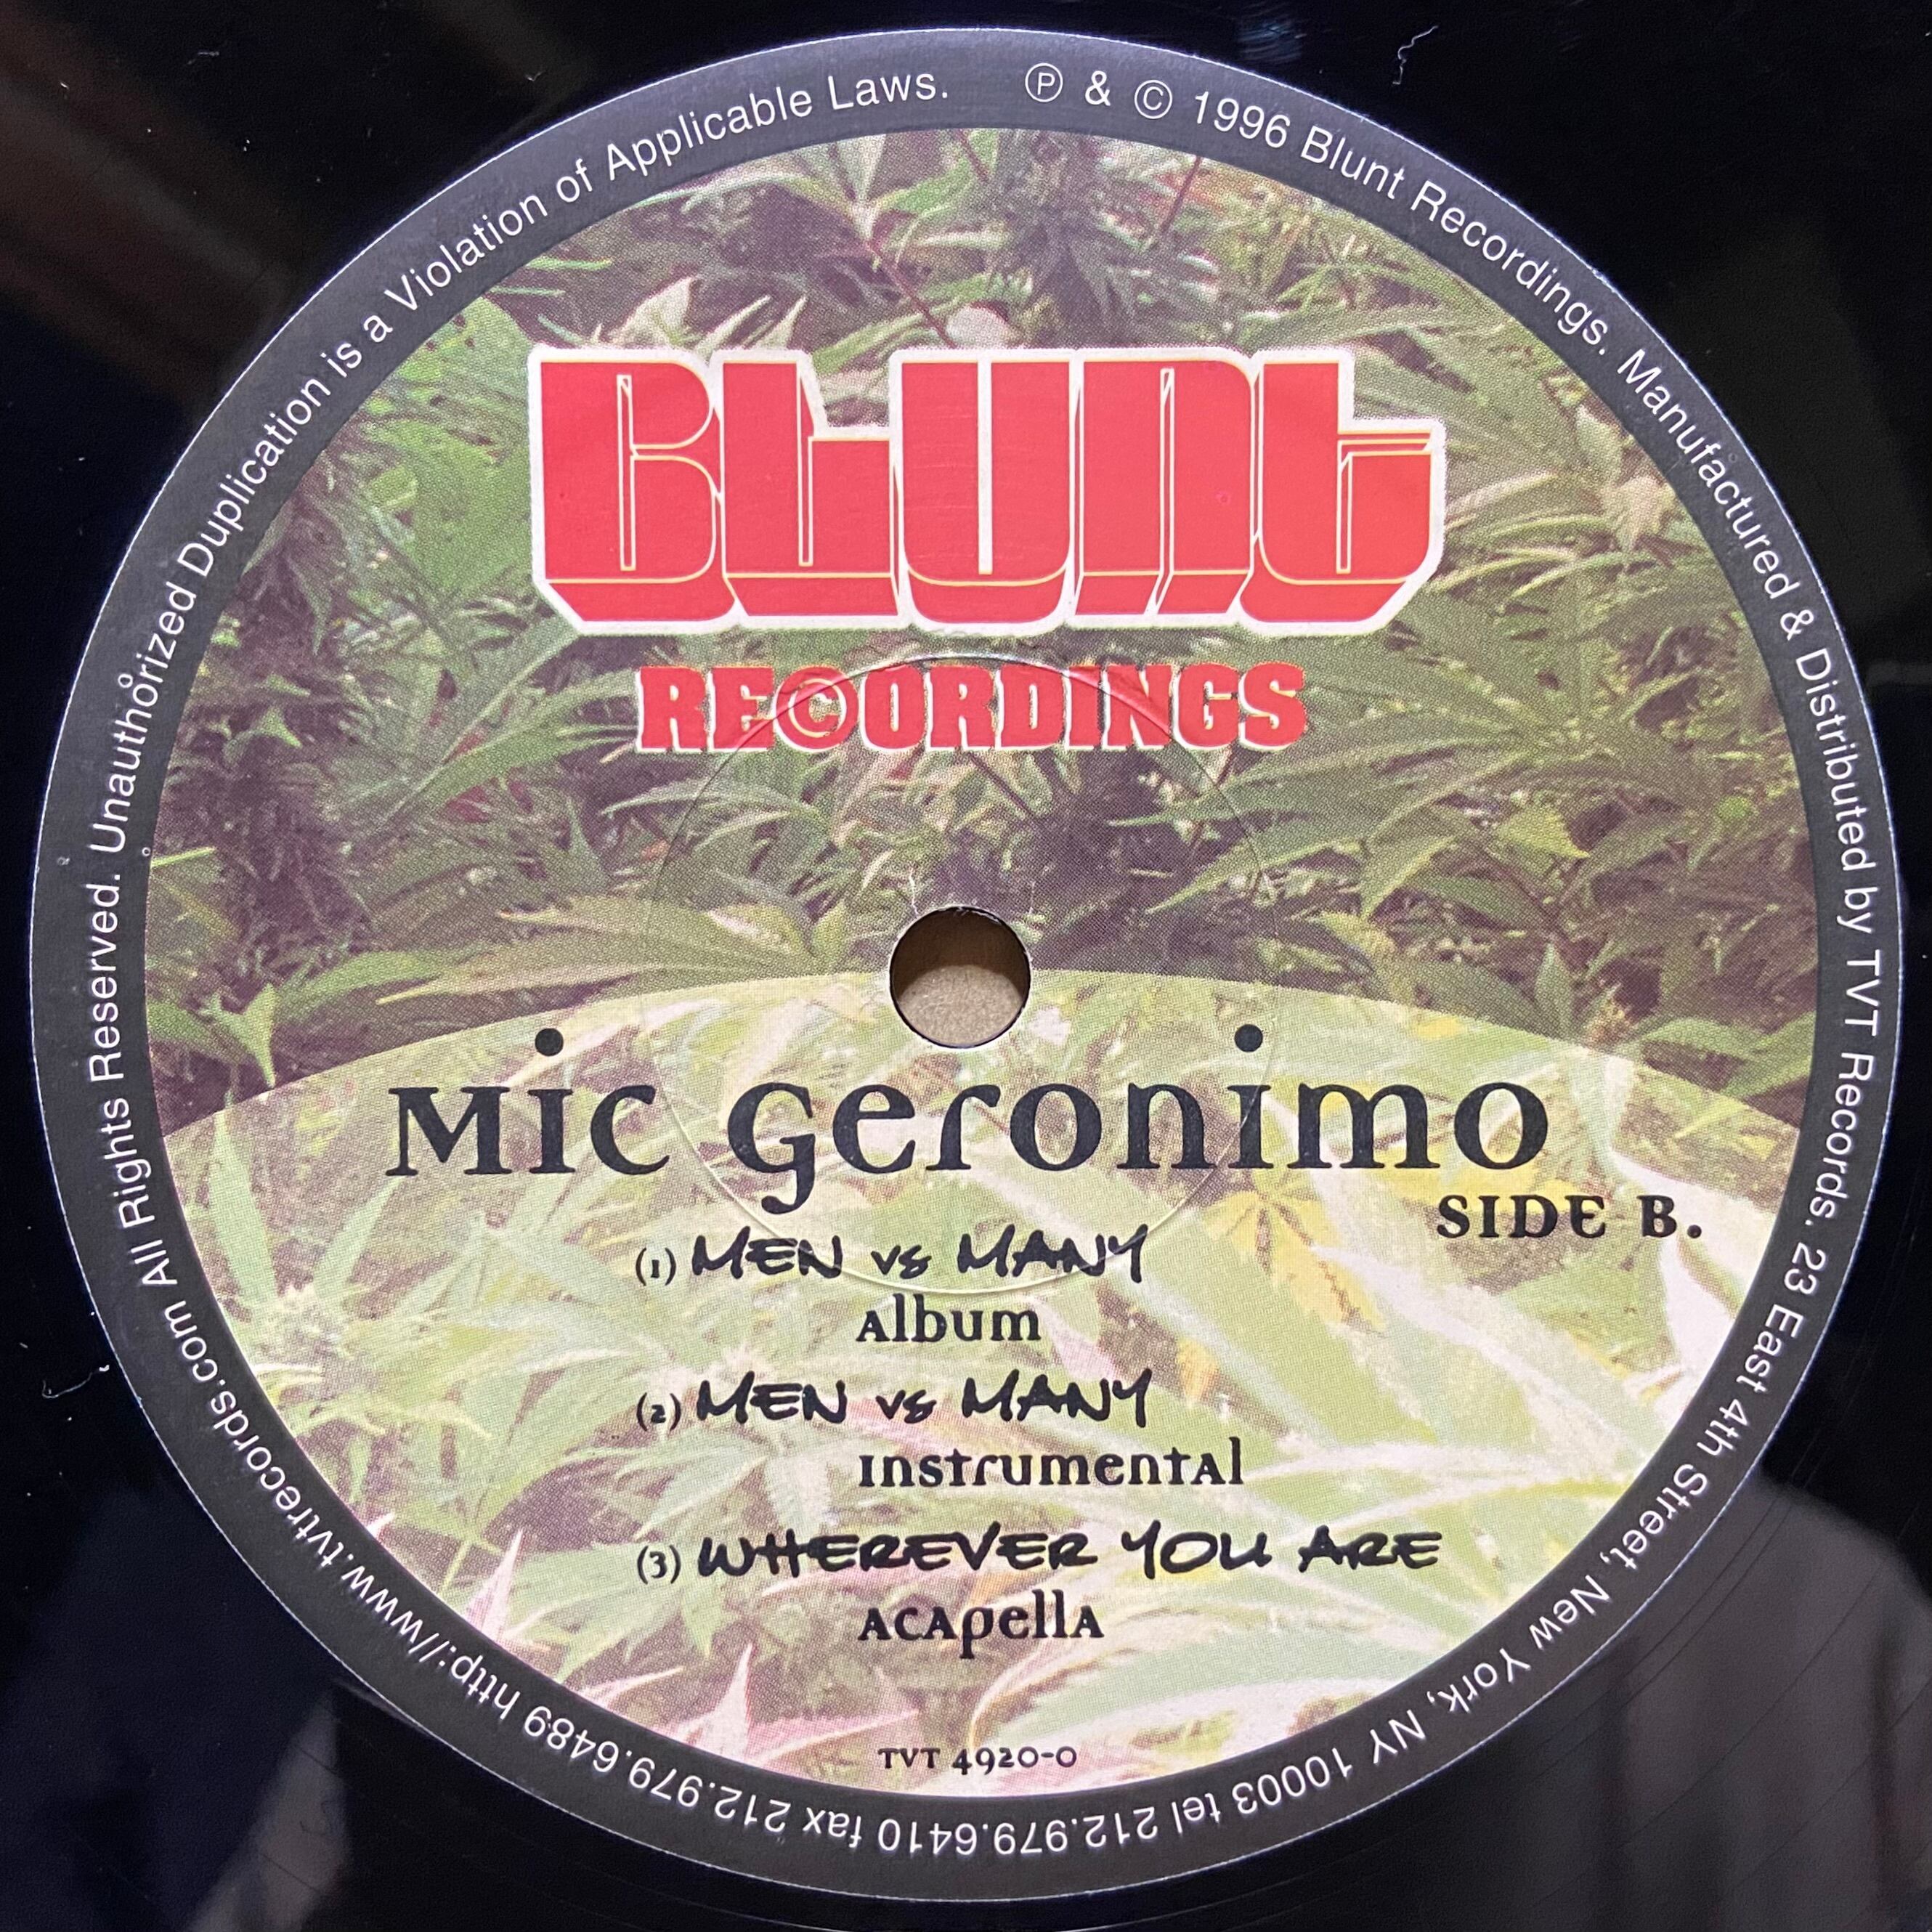 Ⓟ & © 1996 Blunt Recordings. Manufactured & Distributed by TVT Records. 23 East 4th Street, New York, NY 10003 tel 212.979.6410 fax 212.979.6489 http://www.tvtrecords.com All Rights Reserved. Unauthorized Duplication is a Violation of Applicable Laws.
BLUNT
RE©ORDINGS
Mic Geronimo
SIDE B.
(1) MEN VS MANY
Album
(2) MEN VS MANY
Instrumental
(3) WHEREVER YOU ARE
Acapella
TVT 4920-0